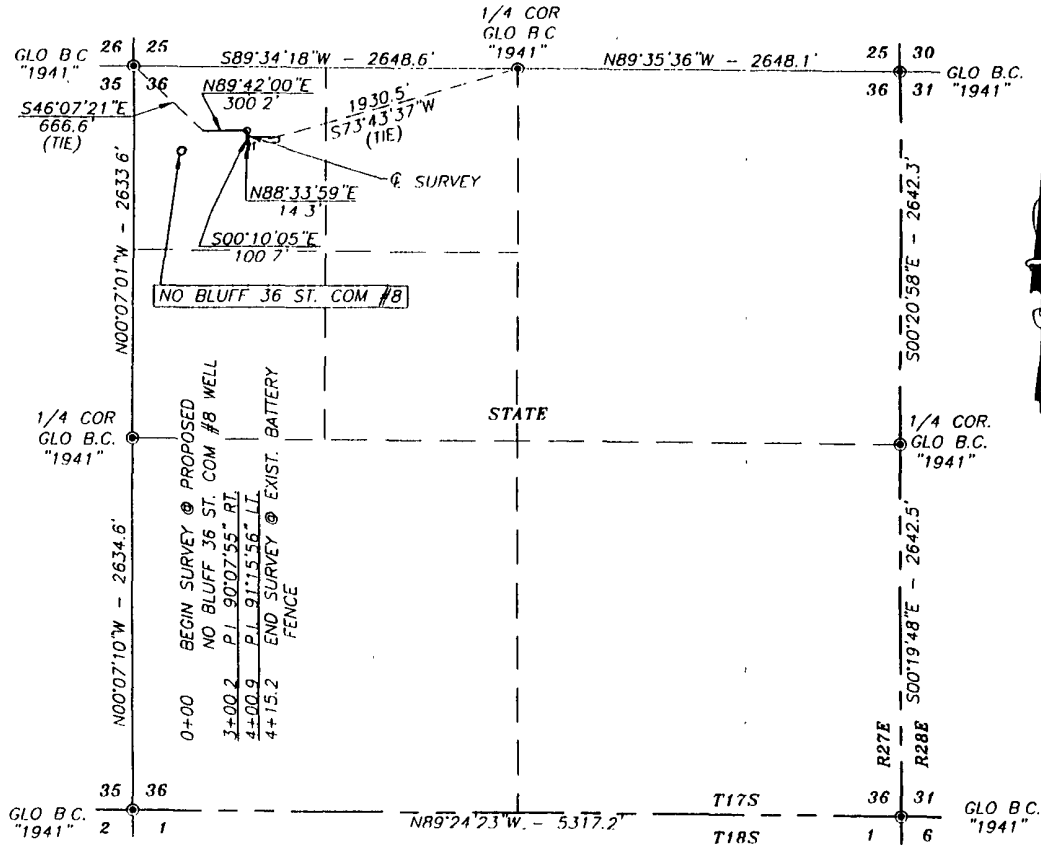 1/4 COR
GLO B C
"1941"
GLO B C
"1941"
26 25
35 36
S89°34'18"W - 2648.6'
N89°35'36"W - 2648.1'
25 30
36 31
GLO B.C.
"1941"
S46°07'21"E
666.6'
(TIE)
N89°42'00"E
300 2'
1930.5'
S73°43'37"W
(TIE)
SURVEY
N88°33'59"E
14 3'
S00°10'05"E
100 7'
NO BLUFF 36 ST. COM #8
N00°07'01"W - 2633 6'
S00°20'58"E - 2642.3'
1/4 COR
GLO B.C.
"1941"
STATE
1/4 COR.
GLO B.C.
"1941"
0+00 BEGIN SURVEY @ PROPOSED
NO BLUFF 36 ST. COM #8 WELL
3+00 2 P I 90°07'55" RT.
4+00.9 P.I. 91°15'56" LT.
4+15.2 END SURVEY @ EXIST. BATTERY
FENCE
N00°07'10"W - 2634.6'
S00°19'48"E - 2642.5'
R27E
R28E
GLO B C.
"1941"
35 36
2 1
N89°24'23"W. - 5317.2'
T17S
T18S
36 31
1 6
GLO B C.
"1941"